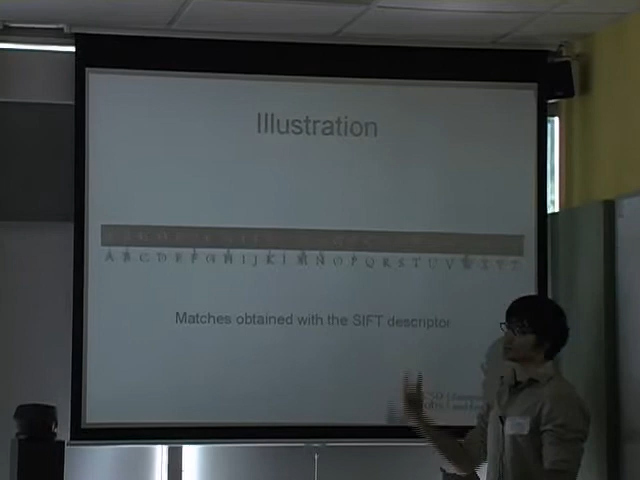 Illustration
A B C D E F G H I J K L M N O P Q R S T U V W X Y Z
Matches obtained with the SIFT descriptor